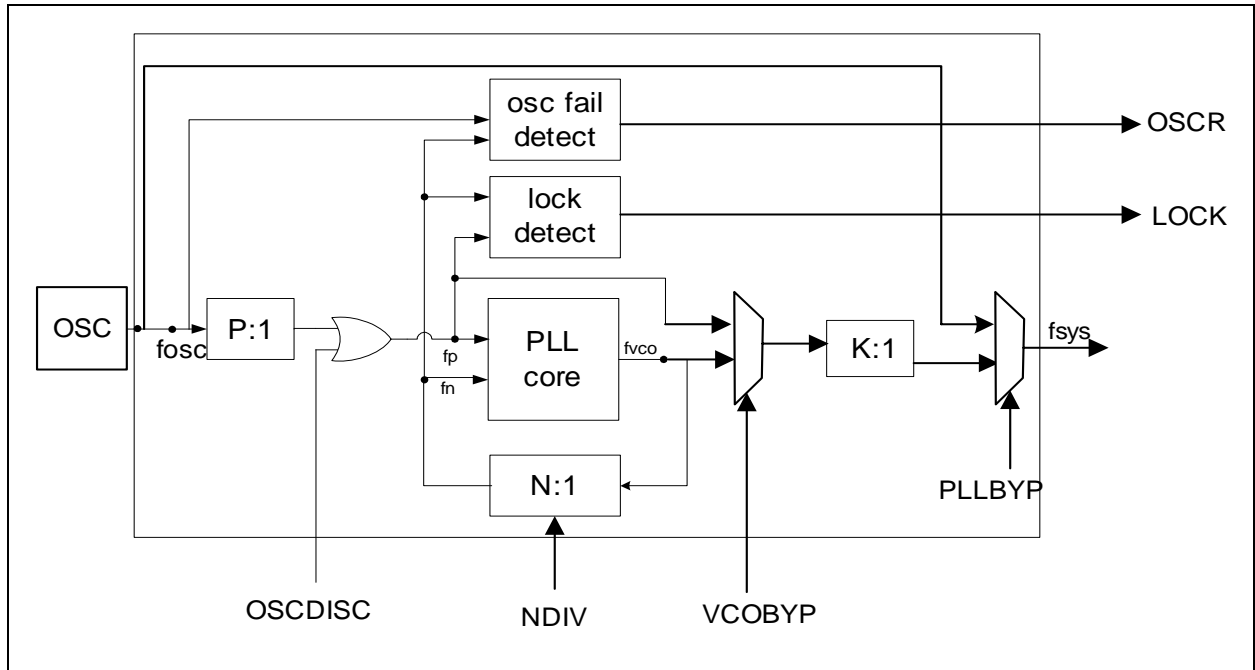 osc fail
detect
OSCR
lock
detect
LOCK
OSC
fosc
P:1
fp
fn
PLL
core
fvco
K:1
fsys
N:1
PLLBYP
OSCDISC
NDIV
VCOBYP